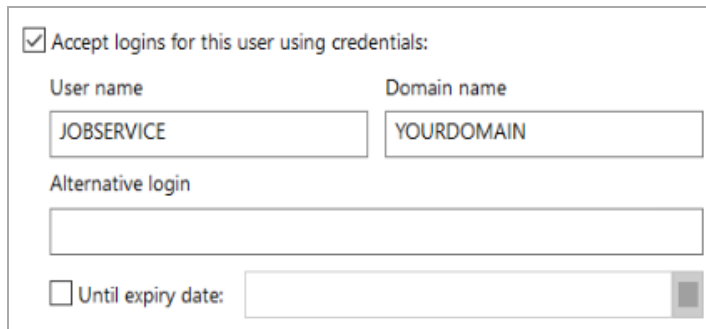 Accept logins for this user using credentials:
User name Domain name
JOBSERVICE YOURDOMAIN
Alternative login
Until expiry date: